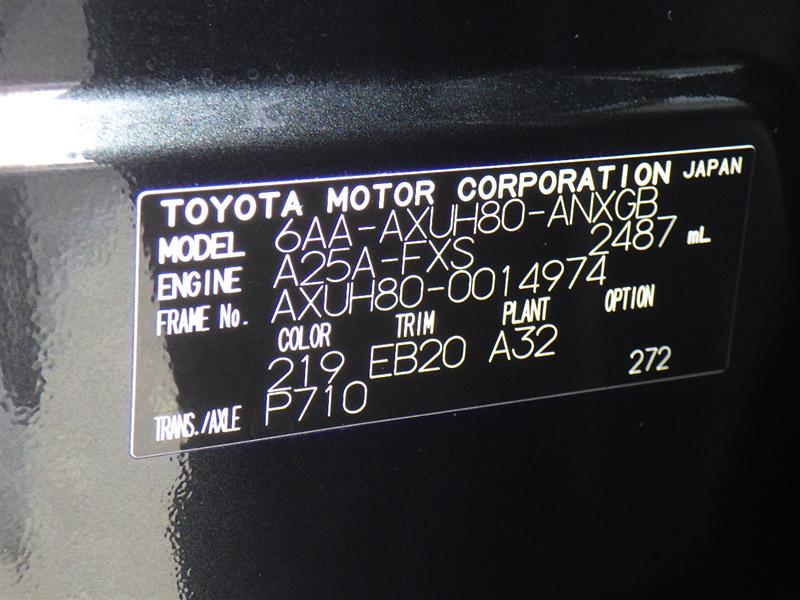 TOYOTA MOTOR CORPORATION JAPAN
MODEL 6AA-AXUH80-ANXGB
ENGINE A25A-FXS 2487 mL
FRAME No. AXUH80-0014974
COLOR TRIM PLANT OPTION
219 EB20 A32 272
TRANS./AXLE P710